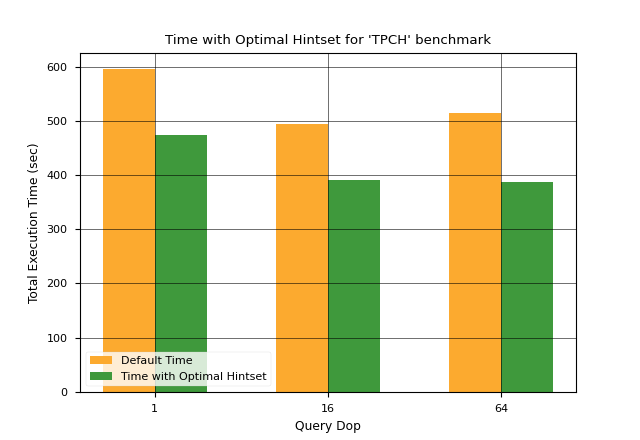 Time with Optimal Hintset for 'TPCH' benchmark
600
500
400
300
200
100
0
Total Execution Time (sec)
Default Time
Time with Optimal Hintset
1 16 64
Query Dop